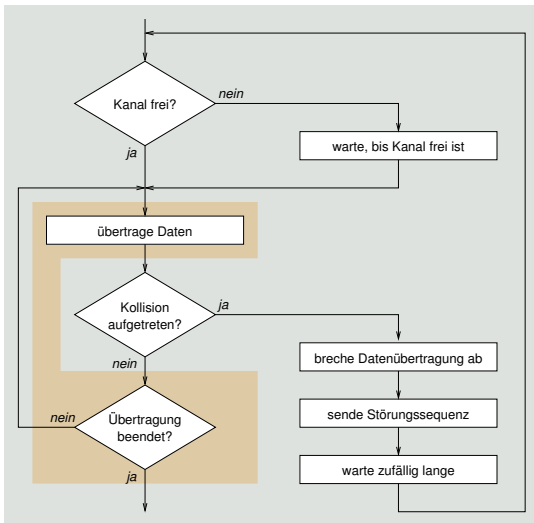 Kanal frei?
nein
ja
warte, bis Kanal frei ist
übertrage Daten
Kollision
aufgetreten?
ja
nein
breche Datenübertragung ab
sende Störungssequenz
warte zufällig lange
nein
Übertragung
beendet?
ja